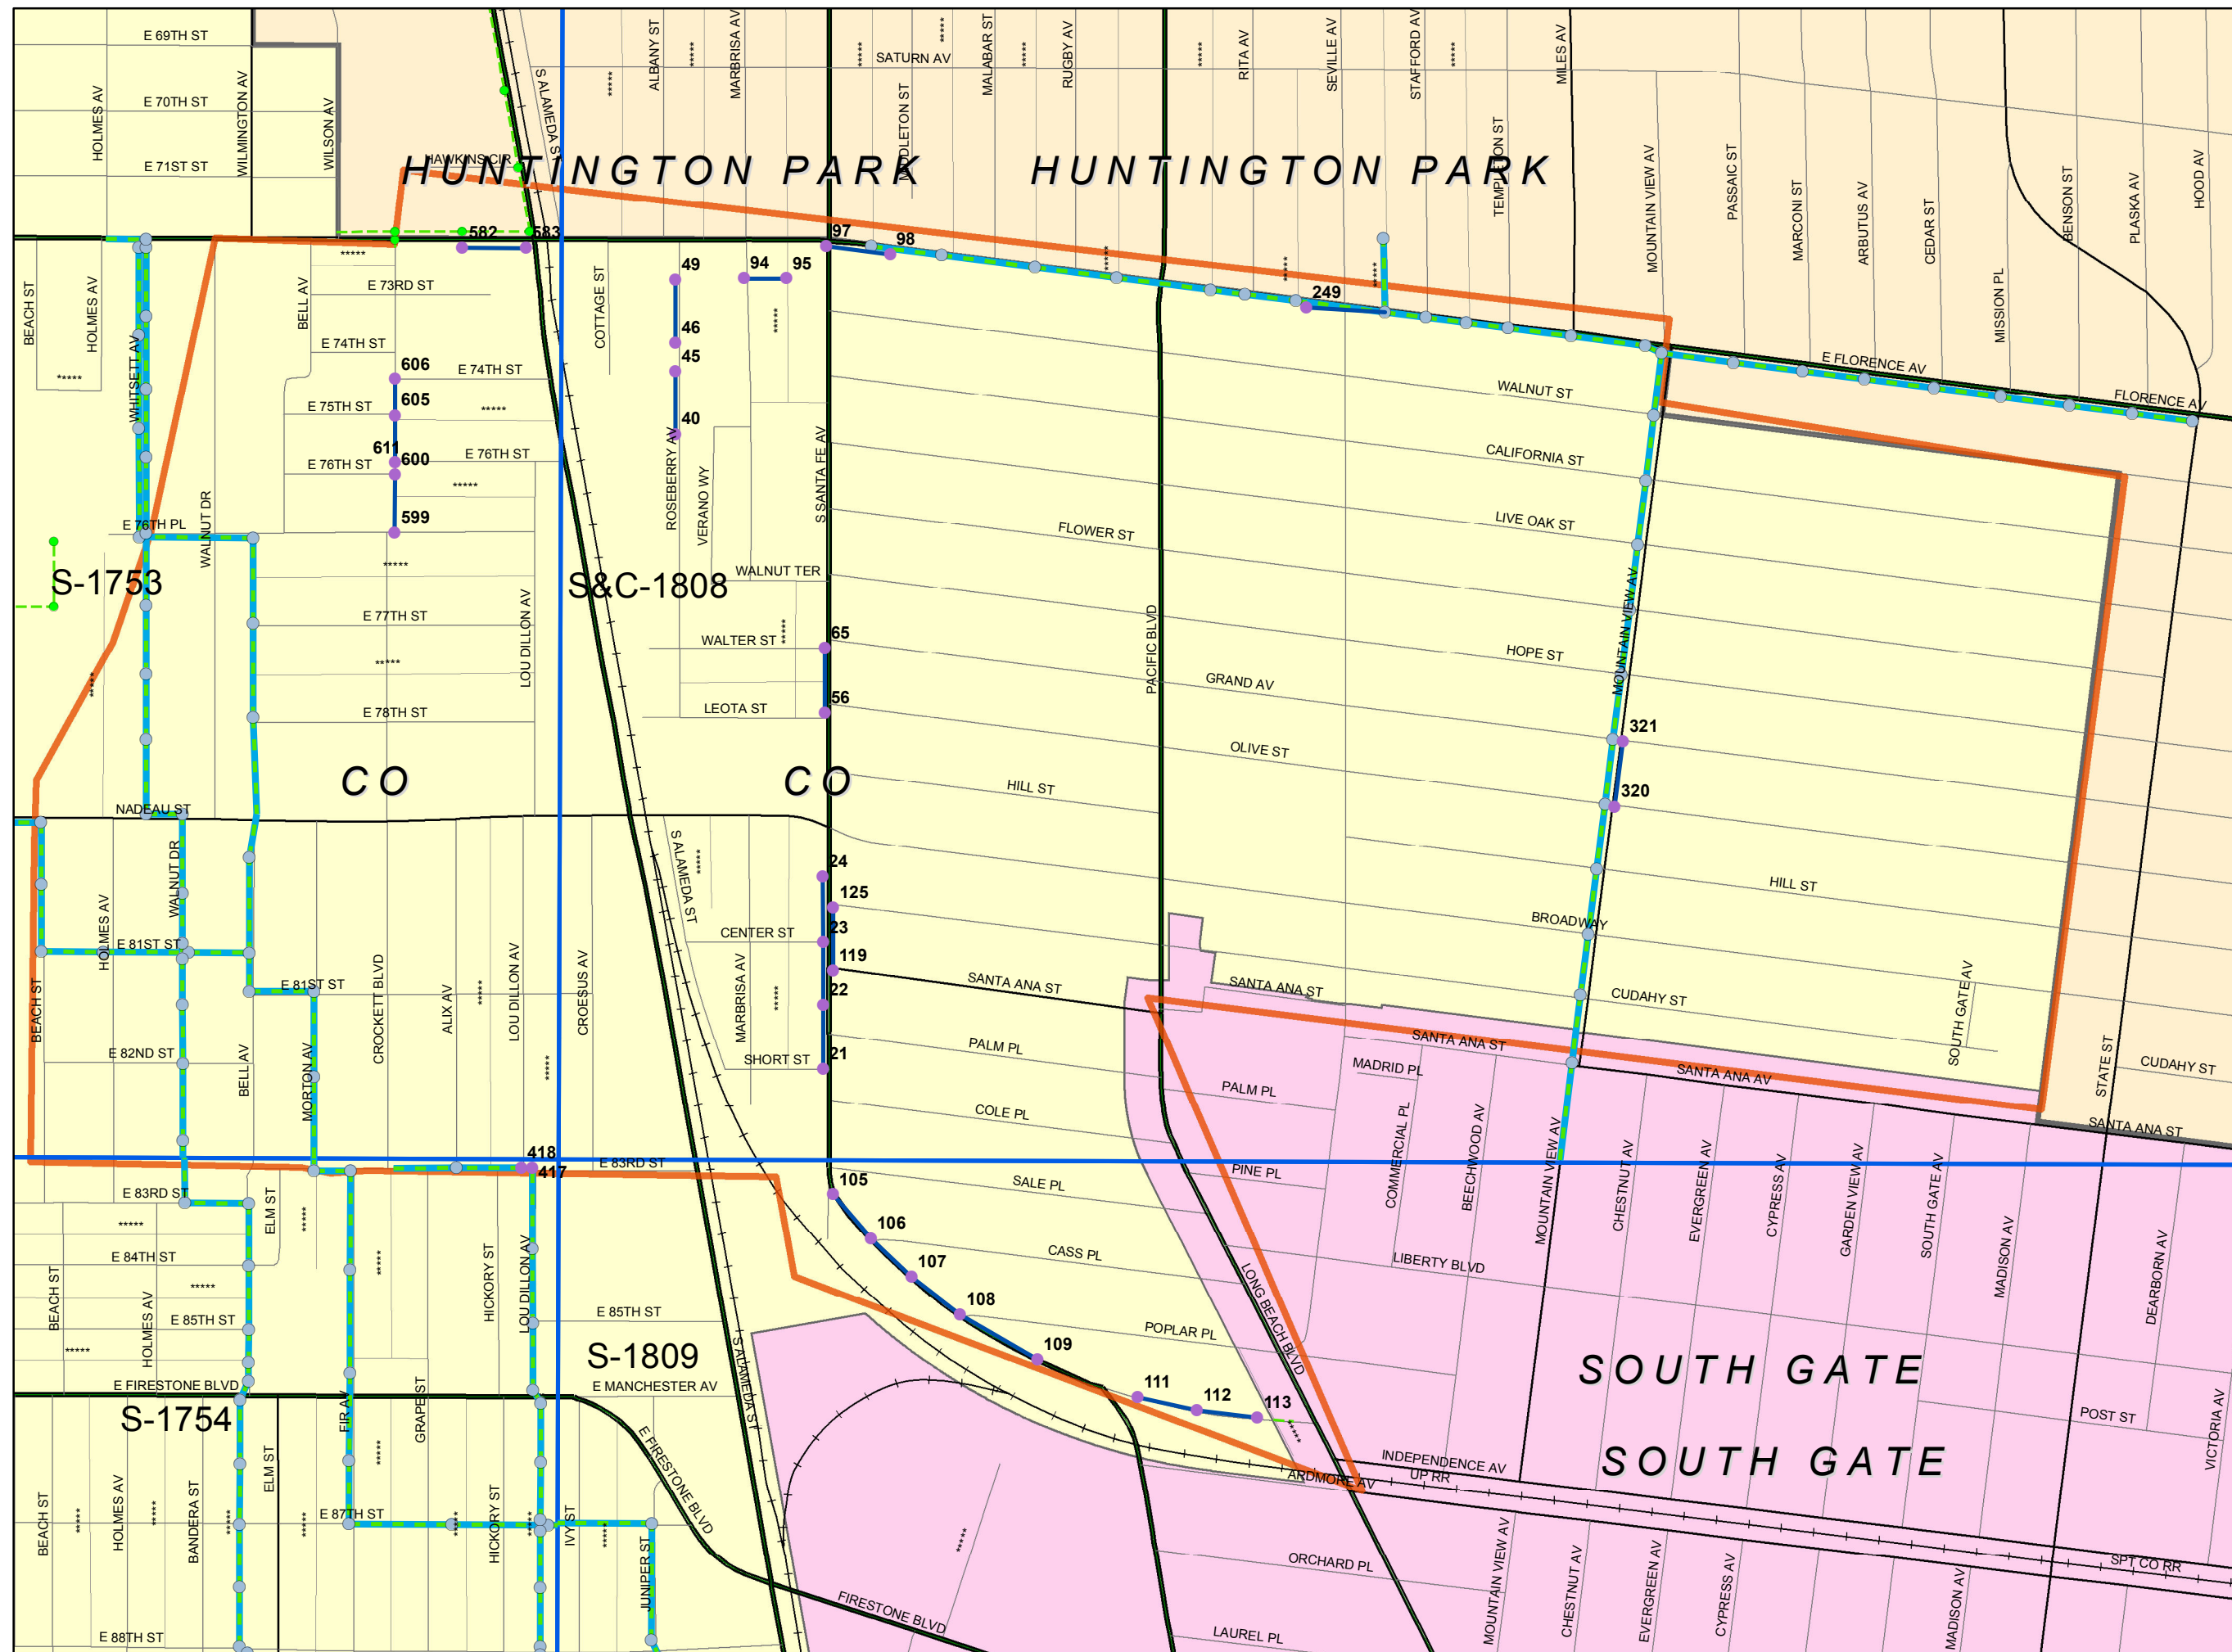 E 69TH ST
E 70TH ST
E 71ST ST
HOLMES AV
WILMINGTON AV
WILSON AV
S ALAMEDA ST
HAWKINS CIR
*****
ALBANY ST
*****
MARBRISA AV
*****
SATURN AV
*****
MIDDLETON ST
MALABAR ST
*****
RUGBY AV
*****
RITA AV
SEVILLE AV
STAFFORD AV
*****
TEMPLETON ST
MILES AV
MOUNTAIN VIEW AV
PASSAIC ST
MARCONI ST
ARBUTUS AV
CEDAR ST
MISSION PL
BENSON ST
PLASKA AV
HOOD AV
HUNTINGTON PARK
HUNTINGTON PARK
582
583
97
98
49
94
95
46
45
40
249
*****
*****
*****
*****
*****
BEACH ST
HOLMES AV
WHITSETT AV
BELL AV
E 73RD ST
E 74TH ST
E 74TH ST
606
605
611
600
599
E 75TH ST
*****
E 76TH ST
E 76TH ST
*****
*****
E 76TH PL
WALNUT DR
COTTAGE ST
ROSEBERRY AV
VERANO WY
S SANTA FE AV
E FLORENCE AV
FLORENCE AV
WALNUT ST
CALIFORNIA ST
LIVE OAK ST
FLOWER ST
S-1753
S&C-1808
*****
WALNUT TER
E 77TH ST
*****
*****
E 78TH ST
LOU DILLON AV
WALTER ST
*****
LEOTA ST
65
56
PACIFIC BLVD
MOUNTAIN VIEW AV
HOPE ST
GRAND AV
OLIVE ST
HILL ST
321
320
CO
CO
NADEAU ST
WALNUT DR
HOLMES AV
E 81ST ST
E 81ST ST
BEACH ST
E 82ND ST
BELL AV
MORTON AV
CROCKETT BLVD
ALIX AV
*****
LOU DILLON AV
*****
CROESUS AV
S ALAMEDA ST
*****
CENTER ST
MARBRISA AV
*****
SHORT ST
24
125
23
119
22
21
SANTA ANA ST
SANTA ANA ST
HILL ST
BROADWAY
CUDAHY ST
SOUTH GATE AV
SANTA ANA ST
SANTA ANA AV
STATE ST
CUDAHY ST
SANTA ANA ST
PALM PL
PALM PL
MADRID PL
COLE PL
COMMERCIAL PL
BEECHWOOD AV
MOUNTAIN VIEW AV
CHESTNUT AV
EVERGREEN AV
CYPRESS AV
GARDEN VIEW AV
SOUTH GATE AV
MADISON AV
DEARBORN AV
418
417
E 83RD ST
E 83RD ST
ELM ST
*****
*****
E 84TH ST
*****
*****
E 85TH ST
*****
BEACH ST
HOLMES AV
HICKORY ST
LOU DILLON AV
E 85TH ST
105
106
107
108
109
111
112
113
SALE PL
PINE PL
CASS PL
LIBERTY BLVD
POPLAR PL
LONG BEACH BLVD
*****
S-1809
S-1754
E FIRESTONE BLVD
E MANCHESTER AV
S ALAMEDA ST
E FIRESTONE BLVD
FIR AV
GRAPE ST
*****
SOUTH GATE
SOUTH GATE
POST ST
VICTORIA AV
INDEPENDENCE AV
UP RR
ARDMORE AV
SPT CO RR
BEACH ST
*****
HOLMES AV
*****
BANDERA ST
*****
ELM ST
*****
E 87TH ST
*****
HICKORY ST
*****
IVY ST
*****
JUNIPER ST
E 88TH ST
FIRESTONE BLVD
*****
ORCHARD PL
LAUREL PL
MOUNTAIN VIEW AV
CHESTNUT AV
EVERGREEN AV
CYPRESS AV
MADISON AV